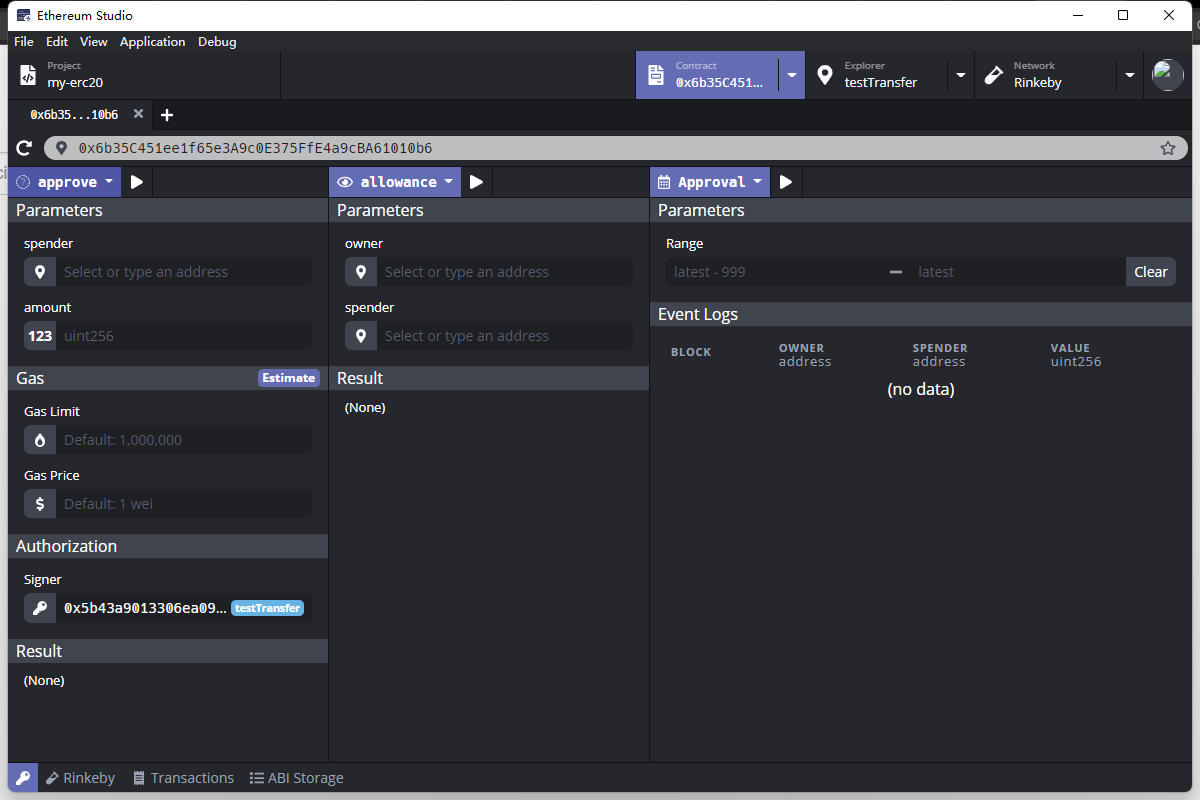 Ethereum Studio
File Edit View Application Debug
Project
my-erc20
Contract
0x6b35C451...
Explorer
testTransfer
Network
Rinkeby
0x6b35...10b6
0x6b35C451ee1f65e3A9c0E375FfE4a9cBA61010b6
approve
Parameters
spender
Select or type an address
amount
123 uint256
Gas Estimate
Gas Limit
Default: 1,000,000
Gas Price
Default: 1 wei
Authorization
Signer
0x5b43a9013306ea09... testTransfer
Result
(None)
allowance
Parameters
owner
Select or type an address
spender
Select or type an address
Result
(None)
Approval
Parameters
Range
latest - 999 — latest Clear
Event Logs
BLOCK
OWNER
address
SPENDER
address
VALUE
uint256
(no data)
Rinkeby Transactions ABI Storage